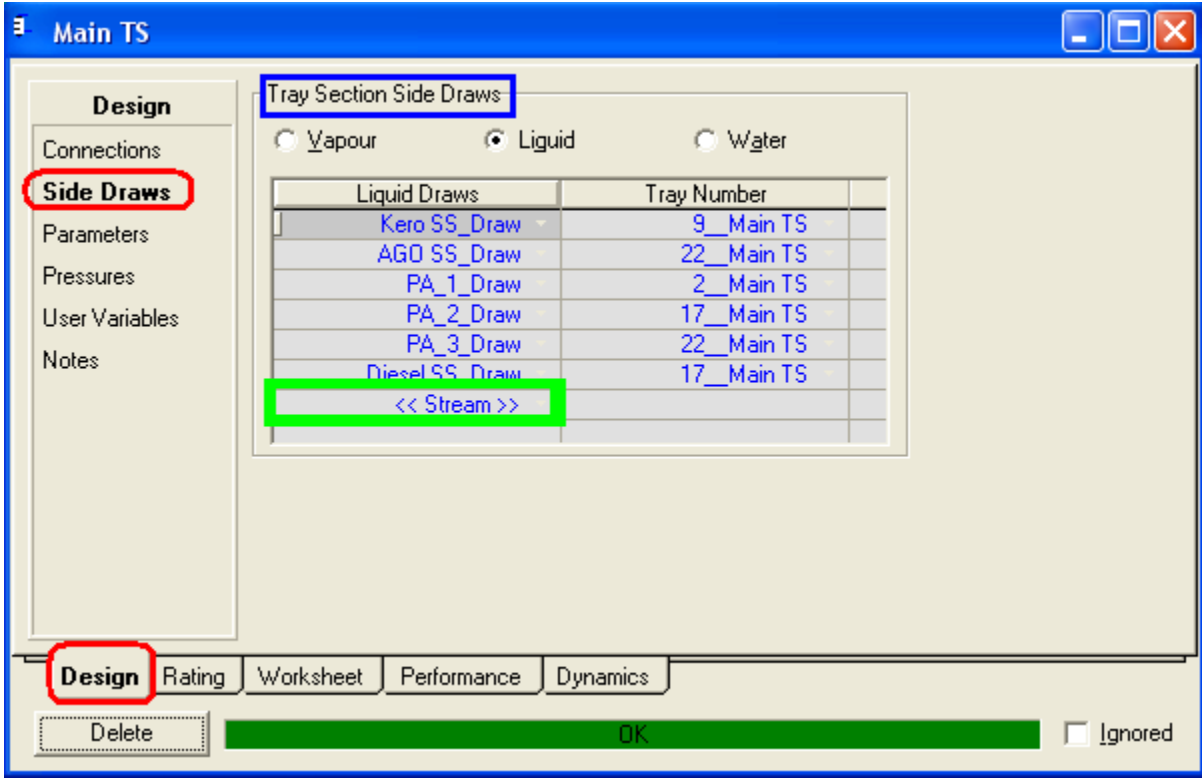 Main TS
Design
Connections
Side Draws
Parameters
Pressures
User Variables
Notes
Tray Section Side Draws
Vapour Liquid Water
Liquid Draws Tray Number
Kero SS_Draw 9__Main TS
AGO SS_Draw 22__Main TS
PA_1_Draw 2__Main TS
PA_2_Draw 17__Main TS
PA_3_Draw 22__Main TS
Diesel SS_Draw 17__Main TS
<< Stream >>
Design Rating Worksheet Performance Dynamics
Delete OK Ignored